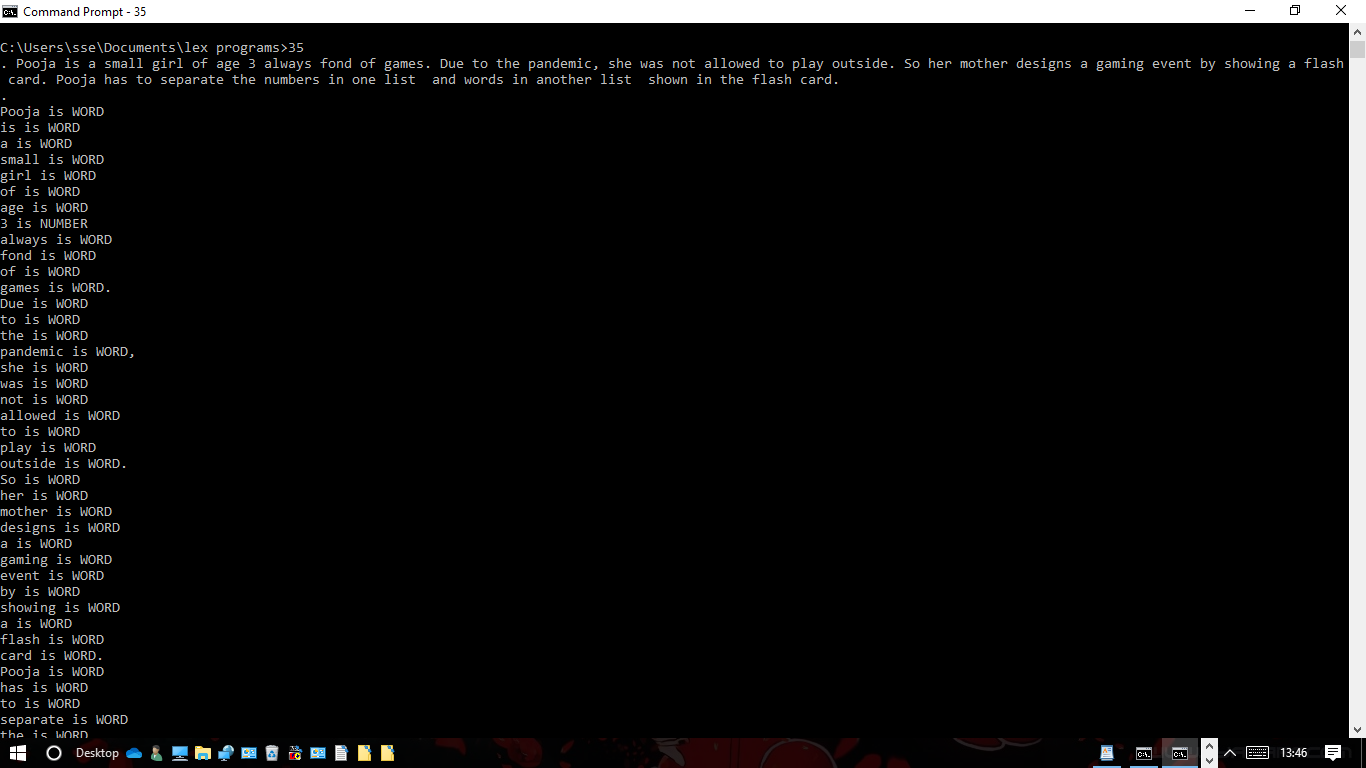 Command Prompt - 35
C:\Users\sse\Documents\lex programs>35
. Pooja is a small girl of age 3 always fond of games. Due to the pandemic, she was not allowed to play outside. So her mother designs a gaming event by showing a flash
 card. Pooja has to separate the numbers in one list  and words in another list  shown in the flash card.
.
Pooja is WORD
is is WORD
a is WORD
small is WORD
girl is WORD
of is WORD
age is WORD
3 is NUMBER
always is WORD
fond is WORD
of is WORD
games is WORD.
Due is WORD
to is WORD
the is WORD
pandemic is WORD,
she is WORD
was is WORD
not is WORD
allowed is WORD
to is WORD
play is WORD
outside is WORD.
So is WORD
her is WORD
mother is WORD
designs is WORD
a is WORD
gaming is WORD
event is WORD
by is WORD
showing is WORD
a is WORD
flash is WORD
card is WORD.
Pooja is WORD
has is WORD
to is WORD
separate is WORD
the is WORD
Desktop
13:46